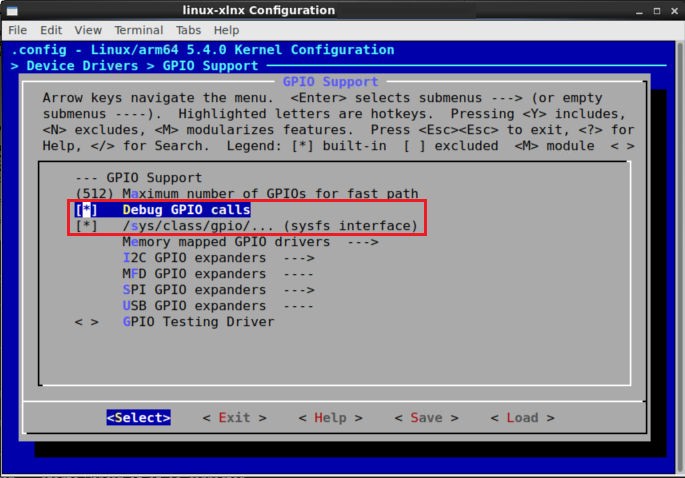 linux-xlnx Configuration
File Edit View Terminal Tabs Help
.config - Linux/arm64 5.4.0 Kernel Configuration
> Device Drivers > GPIO Support
GPIO Support
Arrow keys navigate the menu. <Enter> selects submenus ---> (or empty
submenus ----). Highlighted letters are hotkeys. Pressing <Y> includes,
<N> excludes, <M> modularizes features. Press <Esc><Esc> to exit, <?> for
Help, </> for Search. Legend: [*] built-in [ ] excluded <M> module < >
--- GPIO Support
(512) Maximum number of GPIOs for fast path
[*] Debug GPIO calls
[*] /sys/class/gpio/... (sysfs interface)
Memory mapped GPIO drivers --->
I2C GPIO expanders --->
MFD GPIO expanders ----
SPI GPIO expanders --->
USB GPIO expanders ----
< > GPIO Testing Driver
<Select> < Exit > < Help > < Save > < Load >